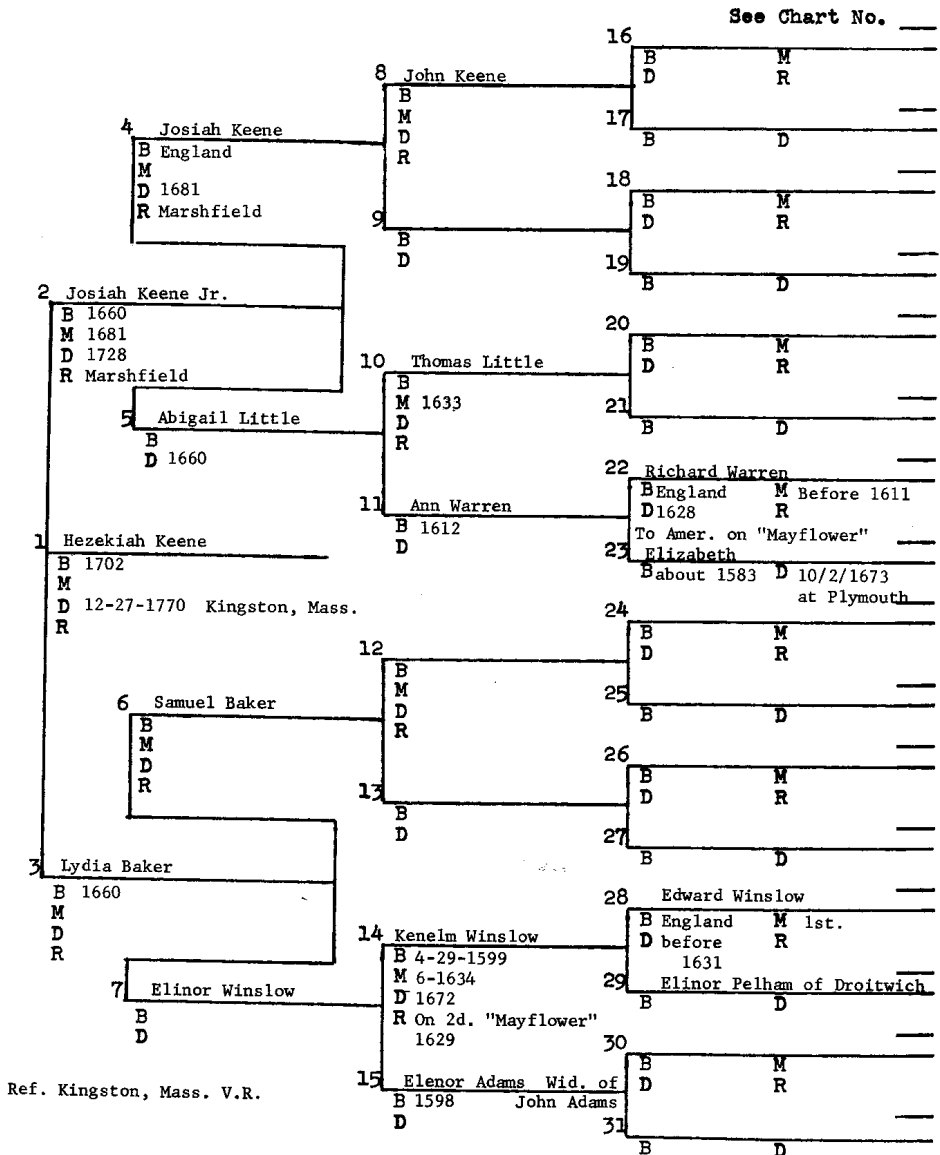 See Chart No.
16
B M
D R
8 John Keene
B
M
D
R
17
B D
4 Josiah Keene
B England
M
D 1681
R Marshfield
18
B M
D R
9
B
D
19
B D
2 Josiah Keene Jr.
B 1660
M 1681
D 1728
R Marshfield
20
B M
D R
10 Thomas Little
B
M 1633
D
R
21
B D
5 Abigail Little
B
D 1660
22 Richard Warren
B England M Before 1611
D 1628 R
To Amer. on "Mayflower"
11 Ann Warren
B 1612
D
23 Elizabeth
B about 1583 D 10/2/1673
at Plymouth
1 Hezekiah Keene
B 1702
M
D 12-27-1770 Kingston, Mass.
R
24
B M
D R
12
B
M
D
R
25
B D
6 Samuel Baker
B
M
D
R
26
B M
D R
13
B
D
27
B D
3 Lydia Baker
B 1660
M
D
R
28 Edward Winslow
B England M 1st.
D before R
1631
14 Kenelm Winslow
B 4-29-1599
M 6-1634
D 1672
R On 2d. "Mayflower"
1629
29 Elinor Pelham of Droitwich
B D
7 Elinor Winslow
B
D
30
B M
D R
15 Elenor Adams Wid. of
B 1598 John Adams
D
31
B D
Ref. Kingston, Mass. V.R.